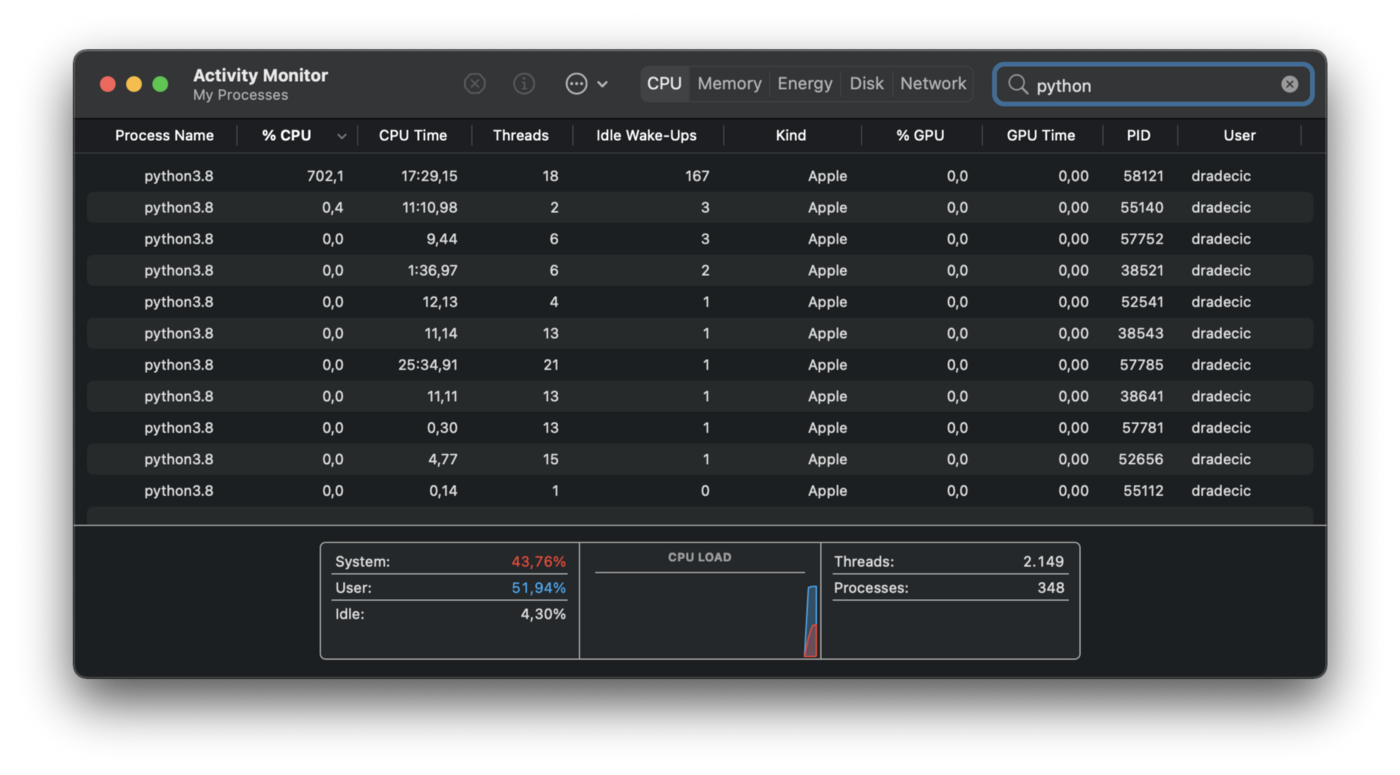 Activity Monitor
My Processes
CPU Memory Energy Disk Network
python
Process Name % CPU CPU Time Threads Idle Wake-Ups Kind % GPU GPU Time PID User
python3.8 702,1 17:29,15 18 167 Apple 0,0 0,00 58121 dradecic
python3.8 0,4 11:10,98 2 3 Apple 0,0 0,00 55140 dradecic
python3.8 0,0 9,44 6 3 Apple 0,0 0,00 57752 dradecic
python3.8 0,0 1:36,97 6 2 Apple 0,0 0,00 38521 dradecic
python3.8 0,0 12,13 4 1 Apple 0,0 0,00 52541 dradecic
python3.8 0,0 11,14 13 1 Apple 0,0 0,00 38543 dradecic
python3.8 0,0 25:34,91 21 1 Apple 0,0 0,00 57785 dradecic
python3.8 0,0 11,11 13 1 Apple 0,0 0,00 38641 dradecic
python3.8 0,0 0,30 13 1 Apple 0,0 0,00 57781 dradecic
python3.8 0,0 4,77 15 1 Apple 0,0 0,00 52656 dradecic
python3.8 0,0 0,14 1 0 Apple 0,0 0,00 55112 dradecic
System: 43,76%
User: 51,94%
Idle: 4,30%
CPU LOAD
Threads: 2.149
Processes: 348